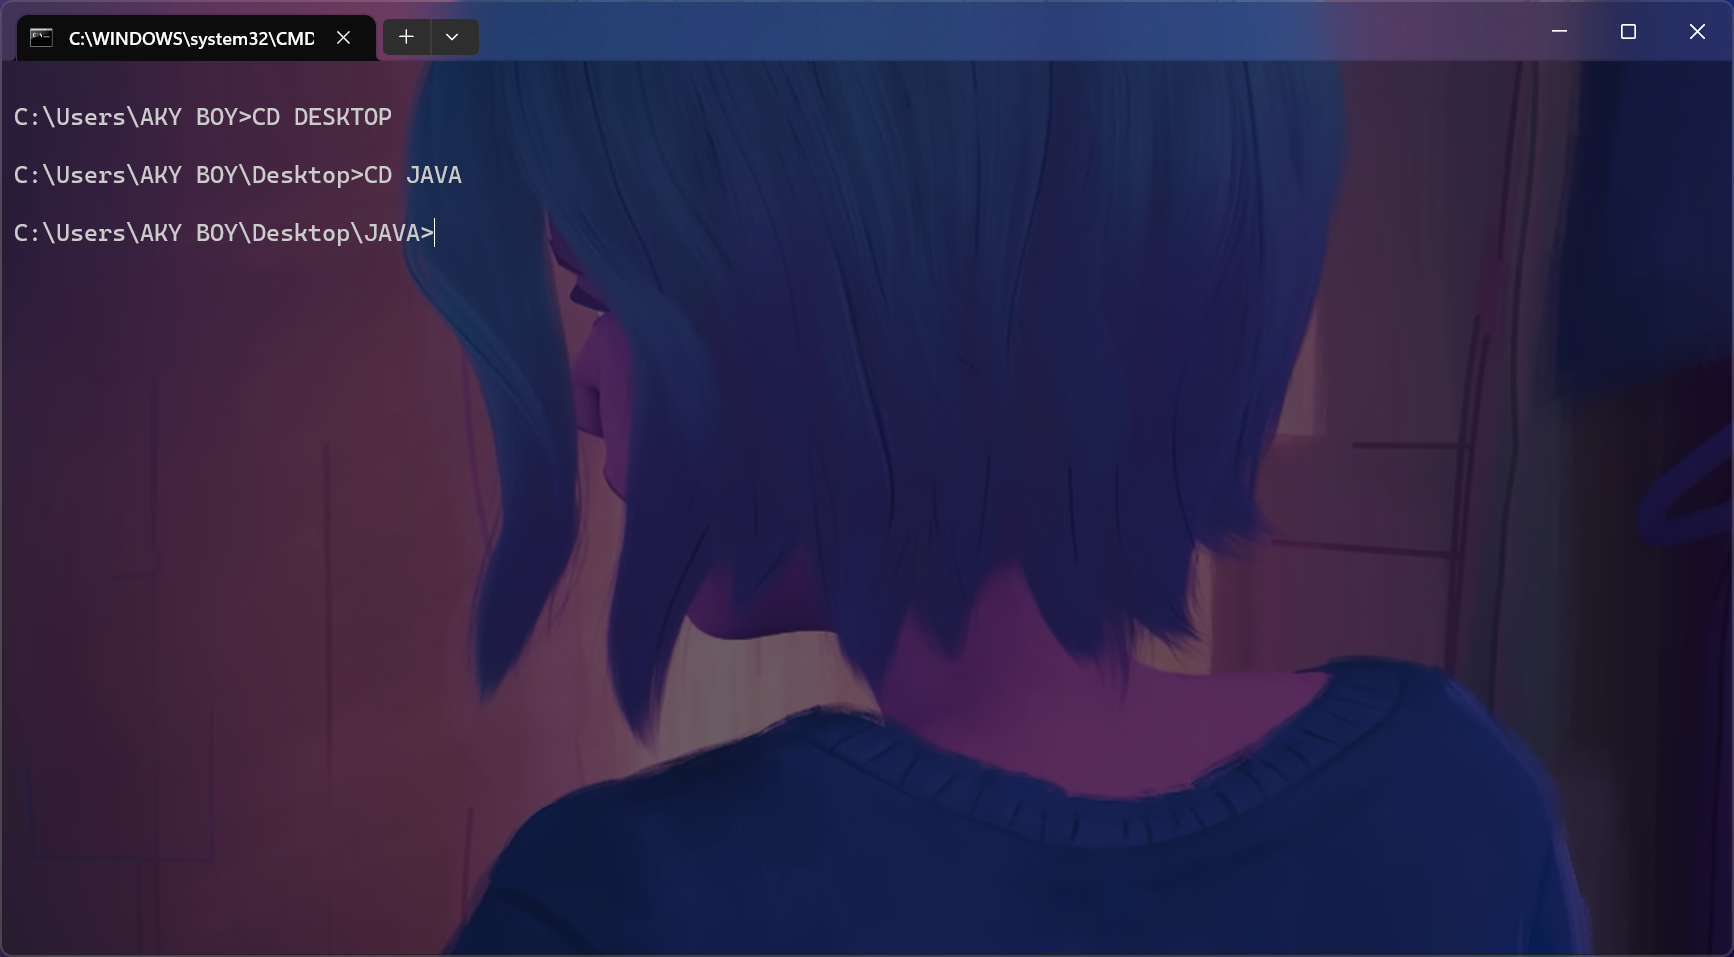 C:\WINDOWS\system32\CMD
C:\Users\AKY BOY>CD DESKTOP
C:\Users\AKY BOY\Desktop>CD JAVA
C:\Users\AKY BOY\Desktop\JAVA>